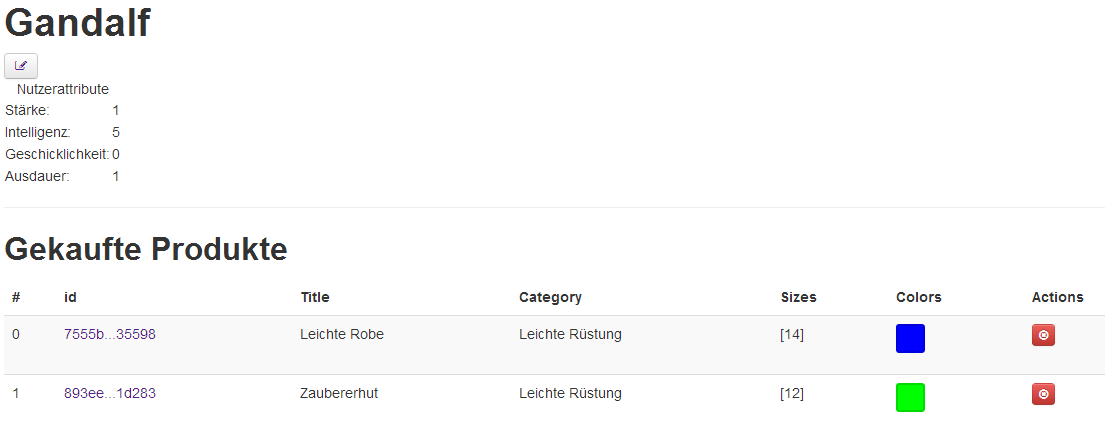 Gandalf
Nutzerattribute
Stärke: 1
Intelligenz: 5
Geschicklichkeit: 0
Ausdauer: 1
Gekaufte Produkte
# id Title Category Sizes Colors Actions
0 7555b...35598 Leichte Robe Leichte Rüstung [14]
1 893ee...1d283 Zaubererhut Leichte Rüstung [12]